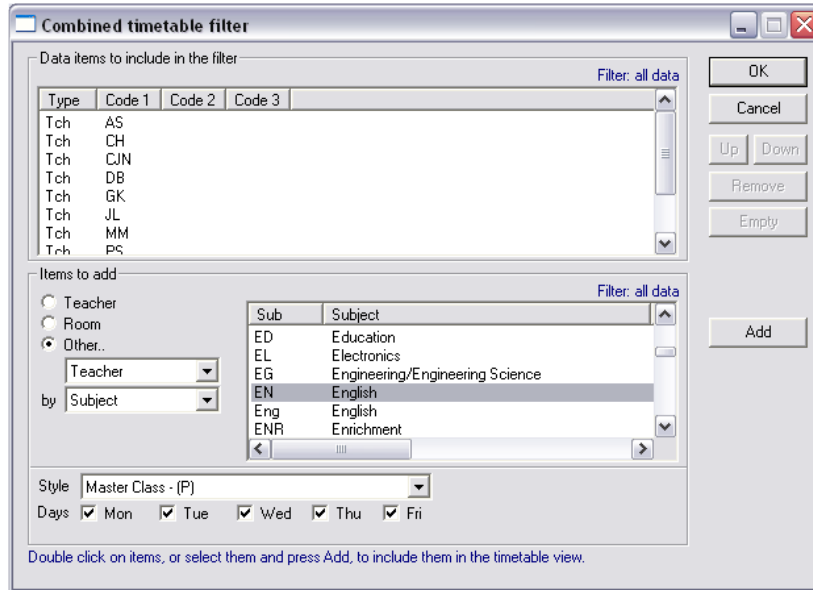 Combined timetable filter
Data items to include in the filter
Filter: all data
Type Code 1 Code 2 Code 3
Tch AS
Tch CH
Tch CJN
Tch DB
Tch GK
Tch JL
Tch MM
Tch PS
OK
Cancel
Up Down
Remove
Empty
Items to add
Filter: all data
Teacher
Room
Other..
Teacher
by Subject
Sub Subject
ED Education
EL Electronics
EG Engineering/Engineering Science
EN English
Eng English
ENR Enrichment
Add
Style Master Class - (P)
Days Mon Tue Wed Thu Fri
Double click on items, or select them and press Add, to include them in the timetable view.